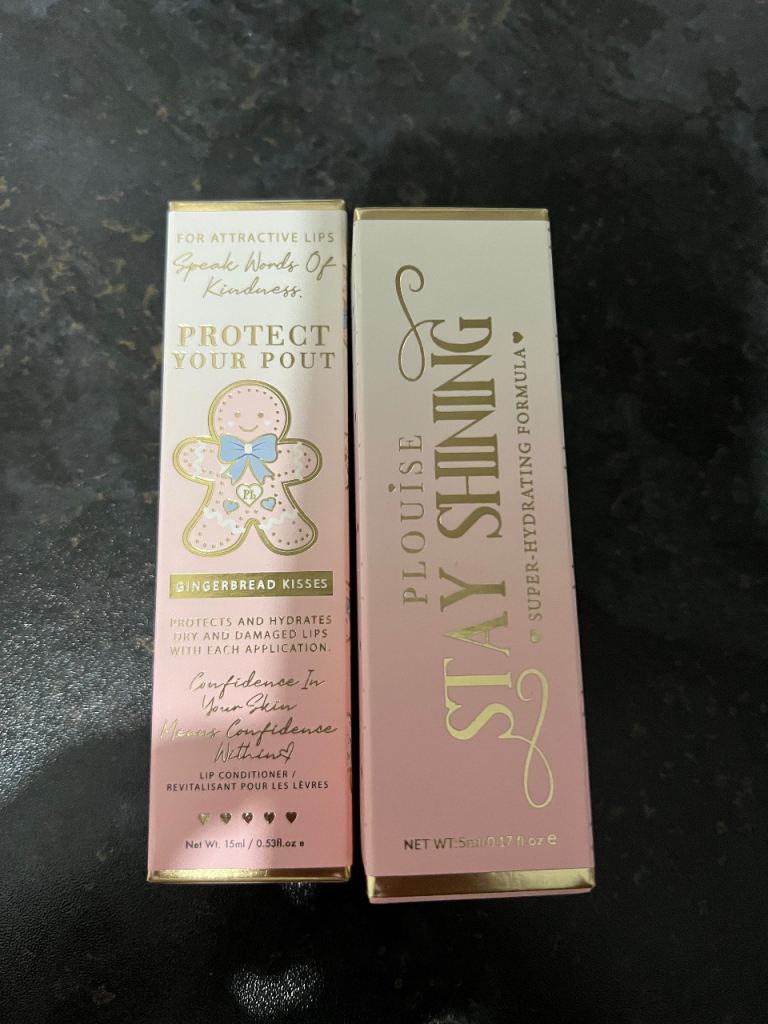 FOR ATTRACTIVE LIPS
Speak Words Of
Kindness.
PROTECT
YOUR POUT
PL
GINGERBREAD KISSES
PROTECTS AND HYDRATES
DRY AND DAMAGED LIPS
WITH EACH APPLICATION.
Confidence In
Your Skin
Means Confidence
Within
LIP CONDITIONER /
REVITALISANT POUR LES LÈVRES
Net Wt. 15ml / 0.53fl.oz e
PLOUISE
STAY SHINING
SUPER-HYDRATING FORMULA
NET WT:5ml/0.17 fl oz e